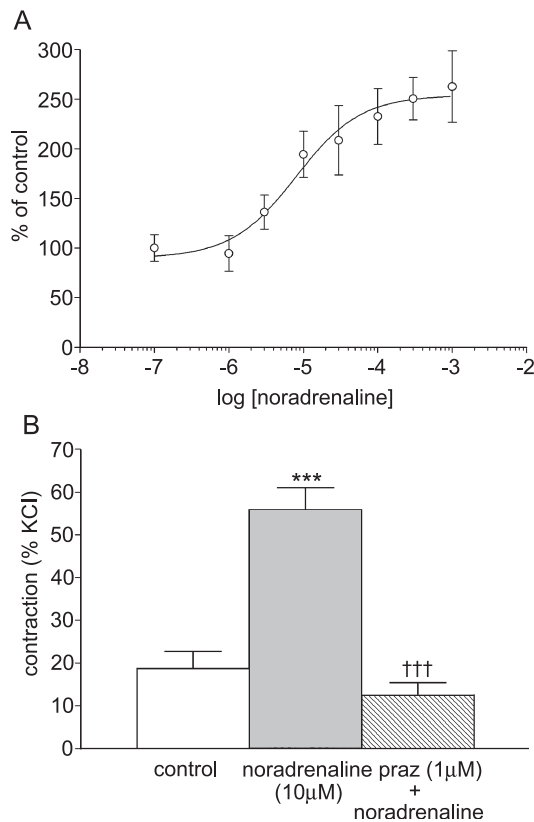 A
300
250
200
150
100
50
0
% of control
-8 -7 -6 -5 -4 -3 -2
log [noradrenaline]
B
70
60
50
40
30
20
10
0
contraction (% KCl)
***
†††
control noradrenaline praz (1μM)
(10μM) +
noradrenaline